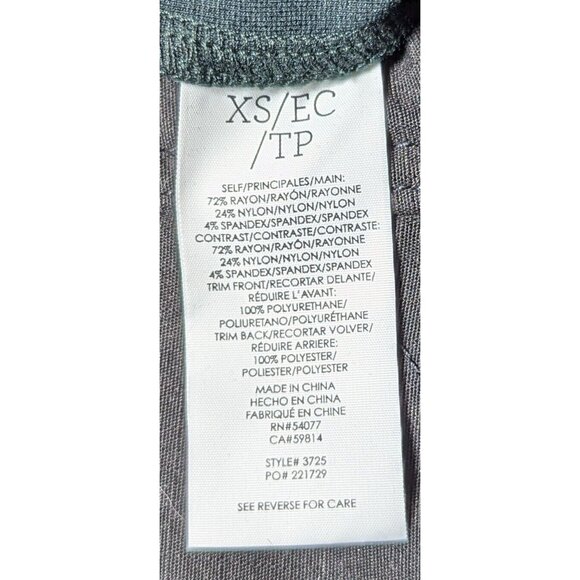 XS/EC
/TP
SELF/PRINCIPALES/MAIN:
72% RAYON/RAYÓN/RAYONNE
24% NYLON/NYLON/NYLON
4% SPANDEX/SPANDEX/SPANDEX
CONTRAST/CONTRASTE/CONTRASTE:
72% RAYON/RAYÓN/RAYONNE
24% NYLON/NYLON/NYLON
4% SPANDEX/SPANDEX/SPANDEX
TRIM FRONT/RECORTAR DELANTE/
RÉDUIRE L'AVANT:
100% POLYURETHANE/
POLIURETANO/POLYURÉTHANE
TRIM BACK/RECORTAR VOLVER/
RÉDUIRE ARRIERE:
100% POLYESTER/
POLIESTER/POLYESTER
MADE IN CHINA
HECHO EN CHINA
FABRIQUÉ EN CHINE
RN#54077
CA#59814
STYLE# 3725
PO# 221729
SEE REVERSE FOR CARE